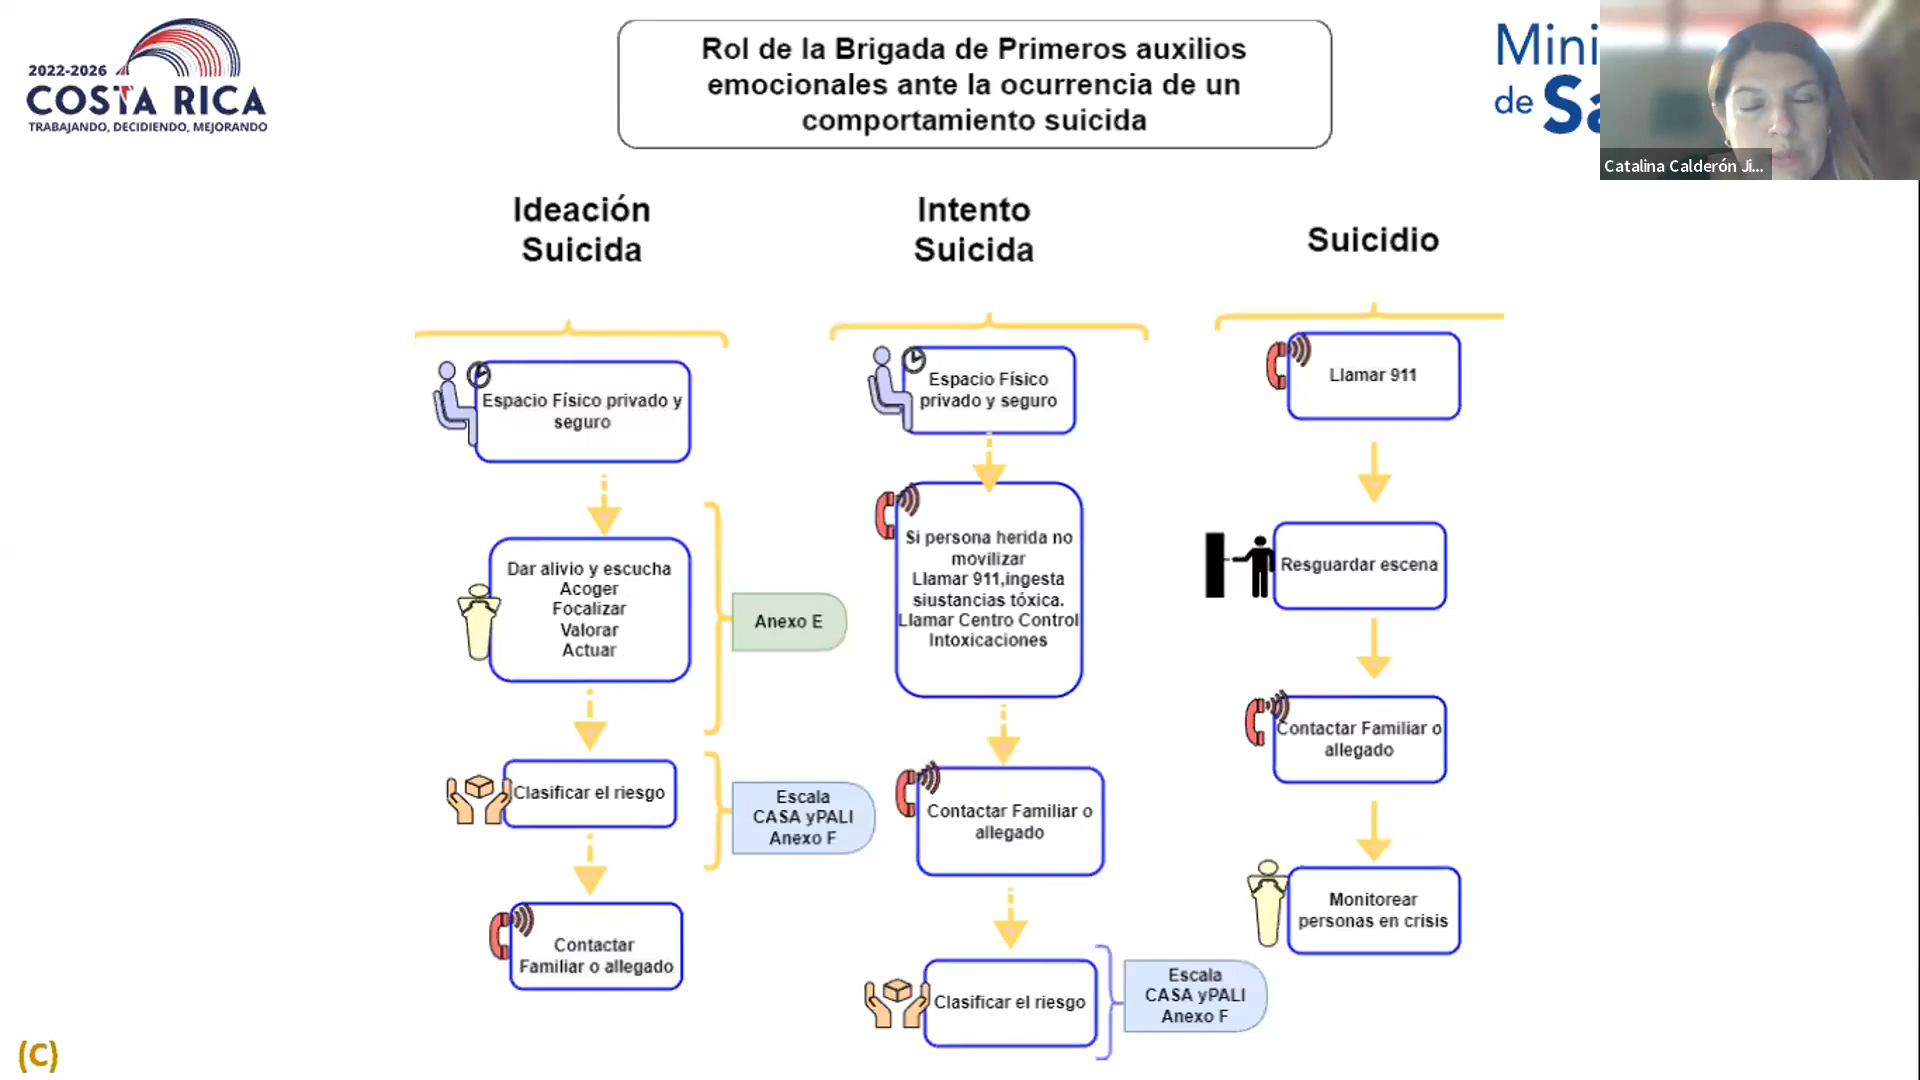 2022-2026
COSTA RICA
TRABAJANDO, DECIDIENDO, MEJORANDO
Rol de la Brigada de Primeros auxilios
emocionales ante la ocurrencia de un
comportamiento suicida
Mini
de Sa
Catalina Calderón Ji...
Ideación
Suicida
Espacio Físico privado y
seguro
Dar alivio y escucha
Acoger
Focalizar
Valorar
Actuar
Anexo E
Clasificar el riesgo
Escala
CASA yPALI
Anexo F
Contactar
Familiar o allegado
Intento
Suicida
Espacio Físico
privado y seguro
Si persona herida no
movilizar
Llamar 911,ingesta
siustancias tóxica.
Llamar Centro Control
Intoxicaciones
Contactar Familiar o
allegado
Clasificar el riesgo
Escala
CASA yPALI
Anexo F
Suicidio
Llamar 911
Resguardar escena
Contactar Familiar o
allegado
Monitorear
personas en crisis
(C)